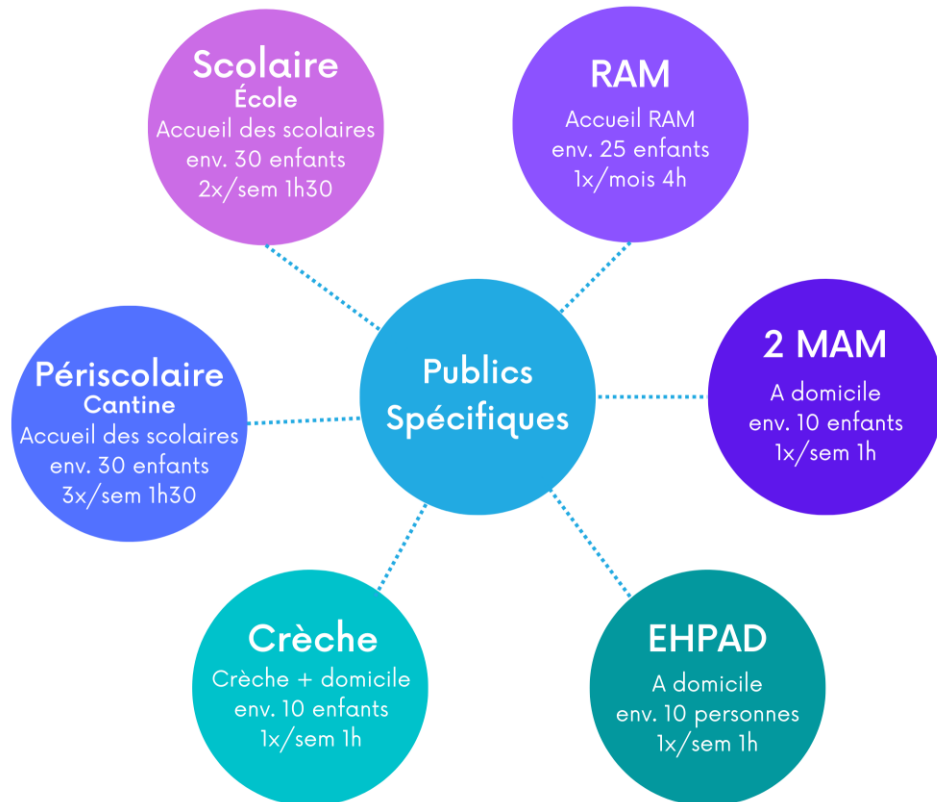 Scolaire
École
Accueil des scolaires
env. 30 enfants
2x/sem 1h30
RAM
Accueil RAM
env. 25 enfants
1x/mois 4h
Publics
Spécifiques
2 MAM
A domicile
env. 10 enfants
1x/sem 1h
Périscolaire
Cantine
Accueil des scolaires
env. 30 enfants
3x/sem 1h30
Crèche
Crèche + domicile
env. 10 enfants
1x/sem 1h
EHPAD
A domicile
env. 10 personnes
1x/sem 1h